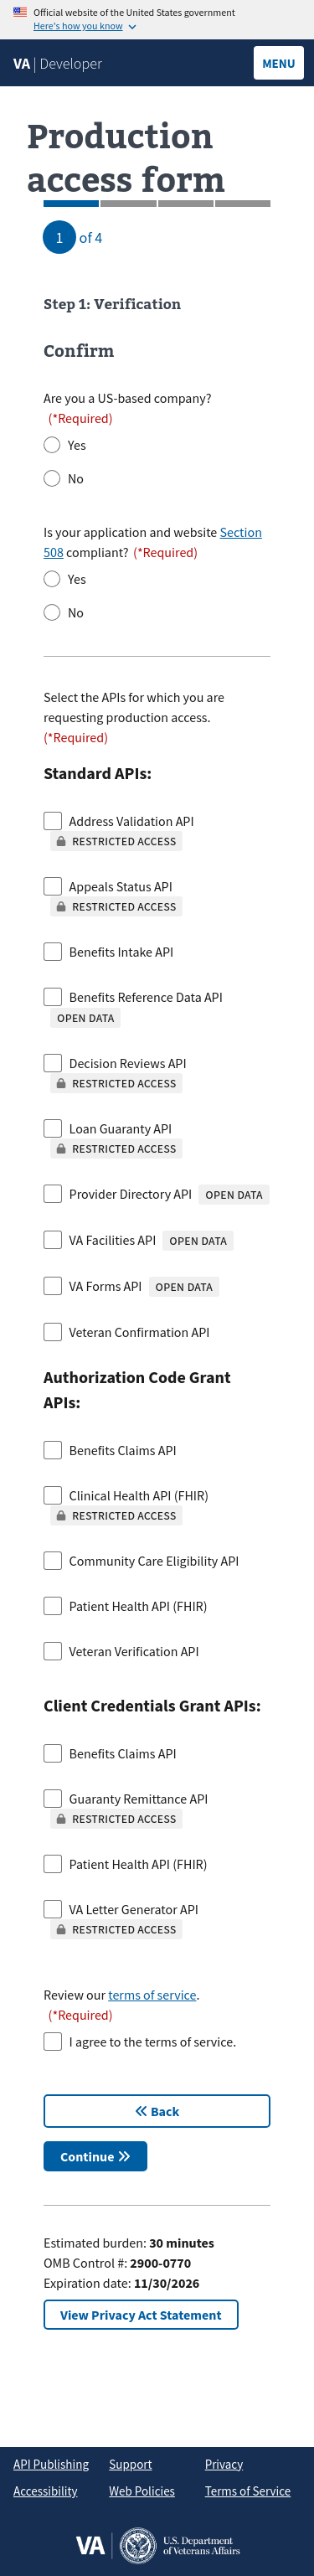 Official website of the United States government
Here's how you know
VA | Developer
MENU
Production
access form
1 of 4
Step 1: Verification
Confirm
Are you a US-based company?
(*Required)
Yes
No
Is your application and website Section
508 compliant? (*Required)
Yes
No
Select the APIs for which you are
requesting production access.
(*Required)
Standard APIs:
Address Validation API
RESTRICTED ACCESS
Appeals Status API
RESTRICTED ACCESS
Benefits Intake API
Benefits Reference Data API
OPEN DATA
Decision Reviews API
RESTRICTED ACCESS
Loan Guaranty API
RESTRICTED ACCESS
Provider Directory API OPEN DATA
VA Facilities API OPEN DATA
VA Forms API OPEN DATA
Veteran Confirmation API
Authorization Code Grant
APIs:
Benefits Claims API
Clinical Health API (FHIR)
RESTRICTED ACCESS
Community Care Eligibility API
Patient Health API (FHIR)
Veteran Verification API
Client Credentials Grant APIs:
Benefits Claims API
Guaranty Remittance API
RESTRICTED ACCESS
Patient Health API (FHIR)
VA Letter Generator API
RESTRICTED ACCESS
Review our terms of service.
(*Required)
I agree to the terms of service.
Back
Continue
Estimated burden: 30 minutes
OMB Control #: 2900-0770
Expiration date: 11/30/2026
View Privacy Act Statement
API Publishing Support Privacy
Accessibility Web Policies Terms of Service
VA | U.S. Department
of Veterans Affairs